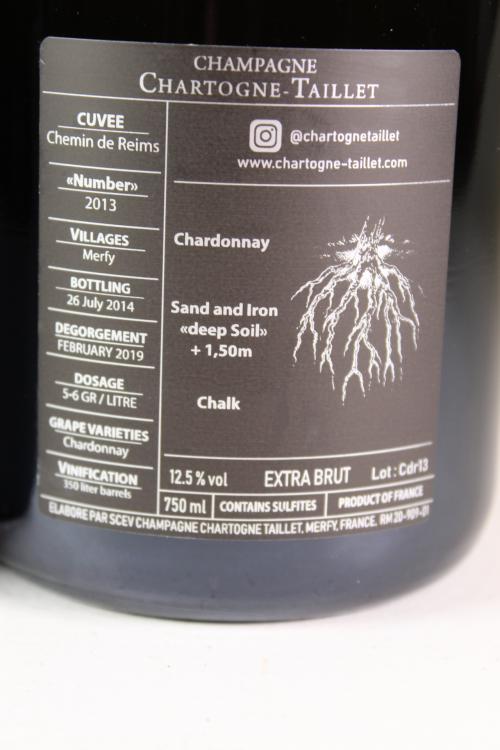 CHAMPAGNE
CHARTOGNE-TAILLET
CUVEE
Chemin de Reims
«Number»
2013
VILLAGES
Merfy
BOTTLING
26 July 2014
DEGORGEMENT
FEBRUARY 2019
DOSAGE
5-6 GR / LITRE
GRAPE VARIETIES
Chardonnay
VINIFICATION
350 liter barrels
@chartognetaillet
www.chartogne-taillet.com
Chardonnay
Sand and Iron
«deep Soil»
+ 1,50m
Chalk
12.5 % vol EXTRA BRUT Lot : Cdr13
750 ml CONTAINS SULFITES PRODUCT OF FRANCE
ELABORE PAR SCEV CHAMPAGNE CHARTOGNE TAILLET, MERFY, FRANCE. RM 20-909-01